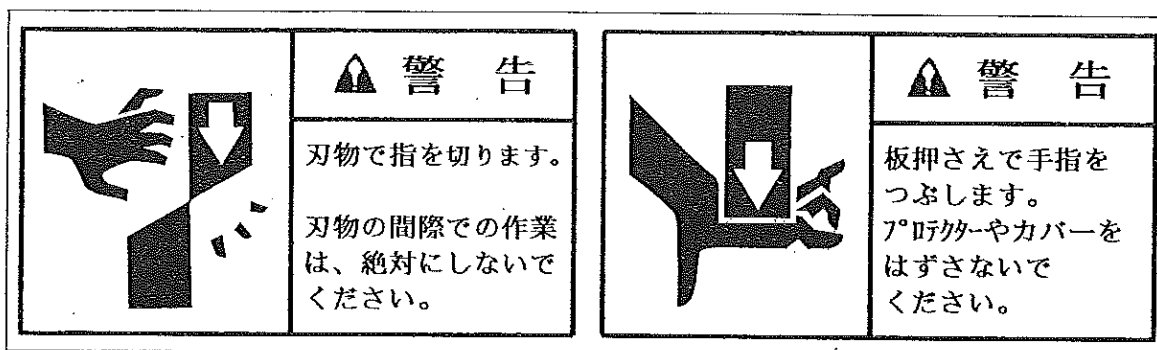 警 告
刃物で指を切ります。
刃物の間際での作業
は、絶対にしないで
ください。
警 告
板押さえで手指を
つぶします。
プロテクターやカバーを
はずさないで
ください。